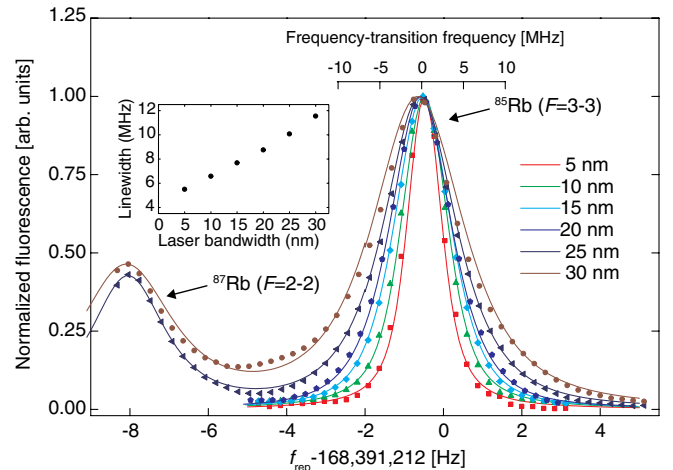 Frequency-transition frequency [MHz]
-10 -5 0 5 10
1.25
1.00
0.75
0.50
0.25
0.00
Normalized fluorescence [arb. units]
12
10
8
6
4
Linewidth (MHz)
0 5 10 15 20 25 30
Laser bandwidth (nm)
⁸⁵Rb (F=3-3)
5 nm
10 nm
15 nm
20 nm
25 nm
30 nm
⁸⁷Rb (F=2-2)
-8 -6 -4 -2 0 2 4
f_rep-168,391,212 [Hz]